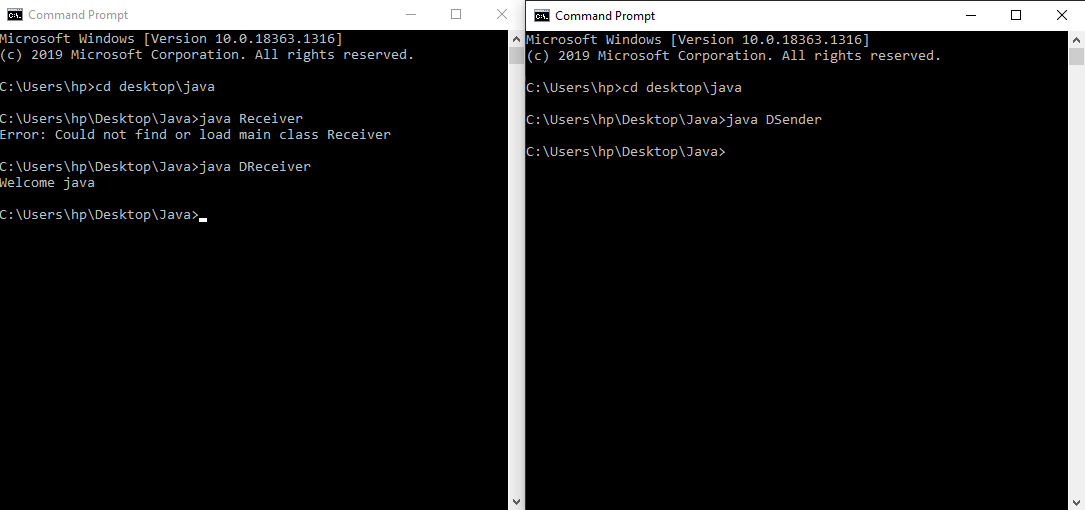 Command Prompt
Microsoft Windows [Version 10.0.18363.1316]
(c) 2019 Microsoft Corporation. All rights reserved.
C:\Users\hp>cd desktop\java
C:\Users\hp\Desktop\Java>java Receiver
Error: Could not find or load main class Receiver
C:\Users\hp\Desktop\Java>java DReceiver
Welcome java
C:\Users\hp\Desktop\Java>
Command Prompt
Microsoft Windows [Version 10.0.18363.1316]
(c) 2019 Microsoft Corporation. All rights reserved.
C:\Users\hp>cd desktop\java
C:\Users\hp\Desktop\Java>java DSender
C:\Users\hp\Desktop\Java>